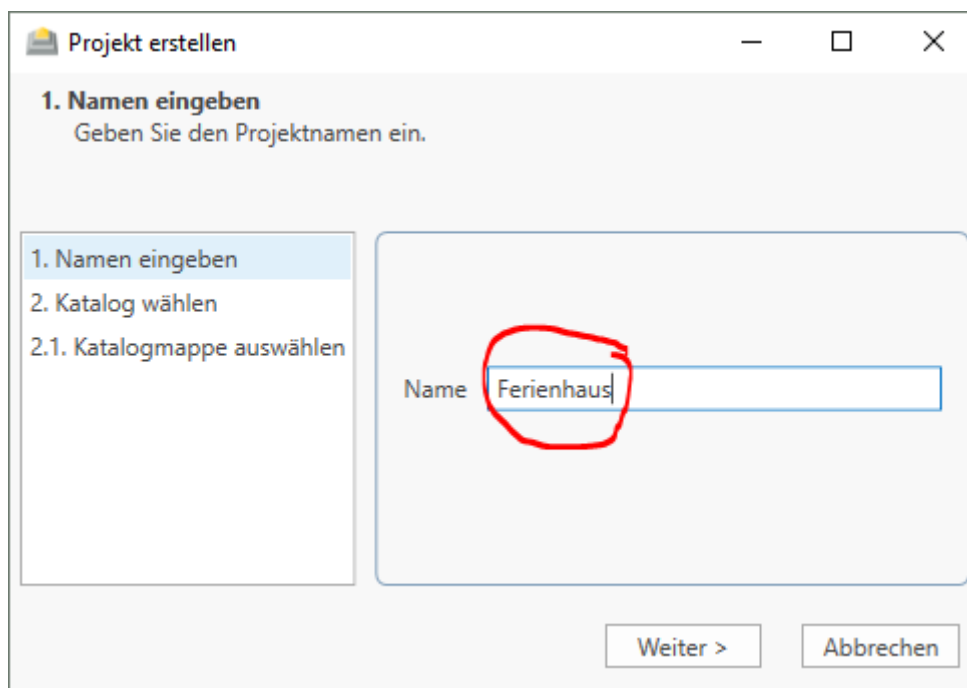 Projekt erstellen
1. Namen eingeben
Geben Sie den Projektnamen ein.
1. Namen eingeben
2. Katalog wählen
2.1. Katalogmappe auswählen
Name Ferienhaus
Weiter > Abbrechen